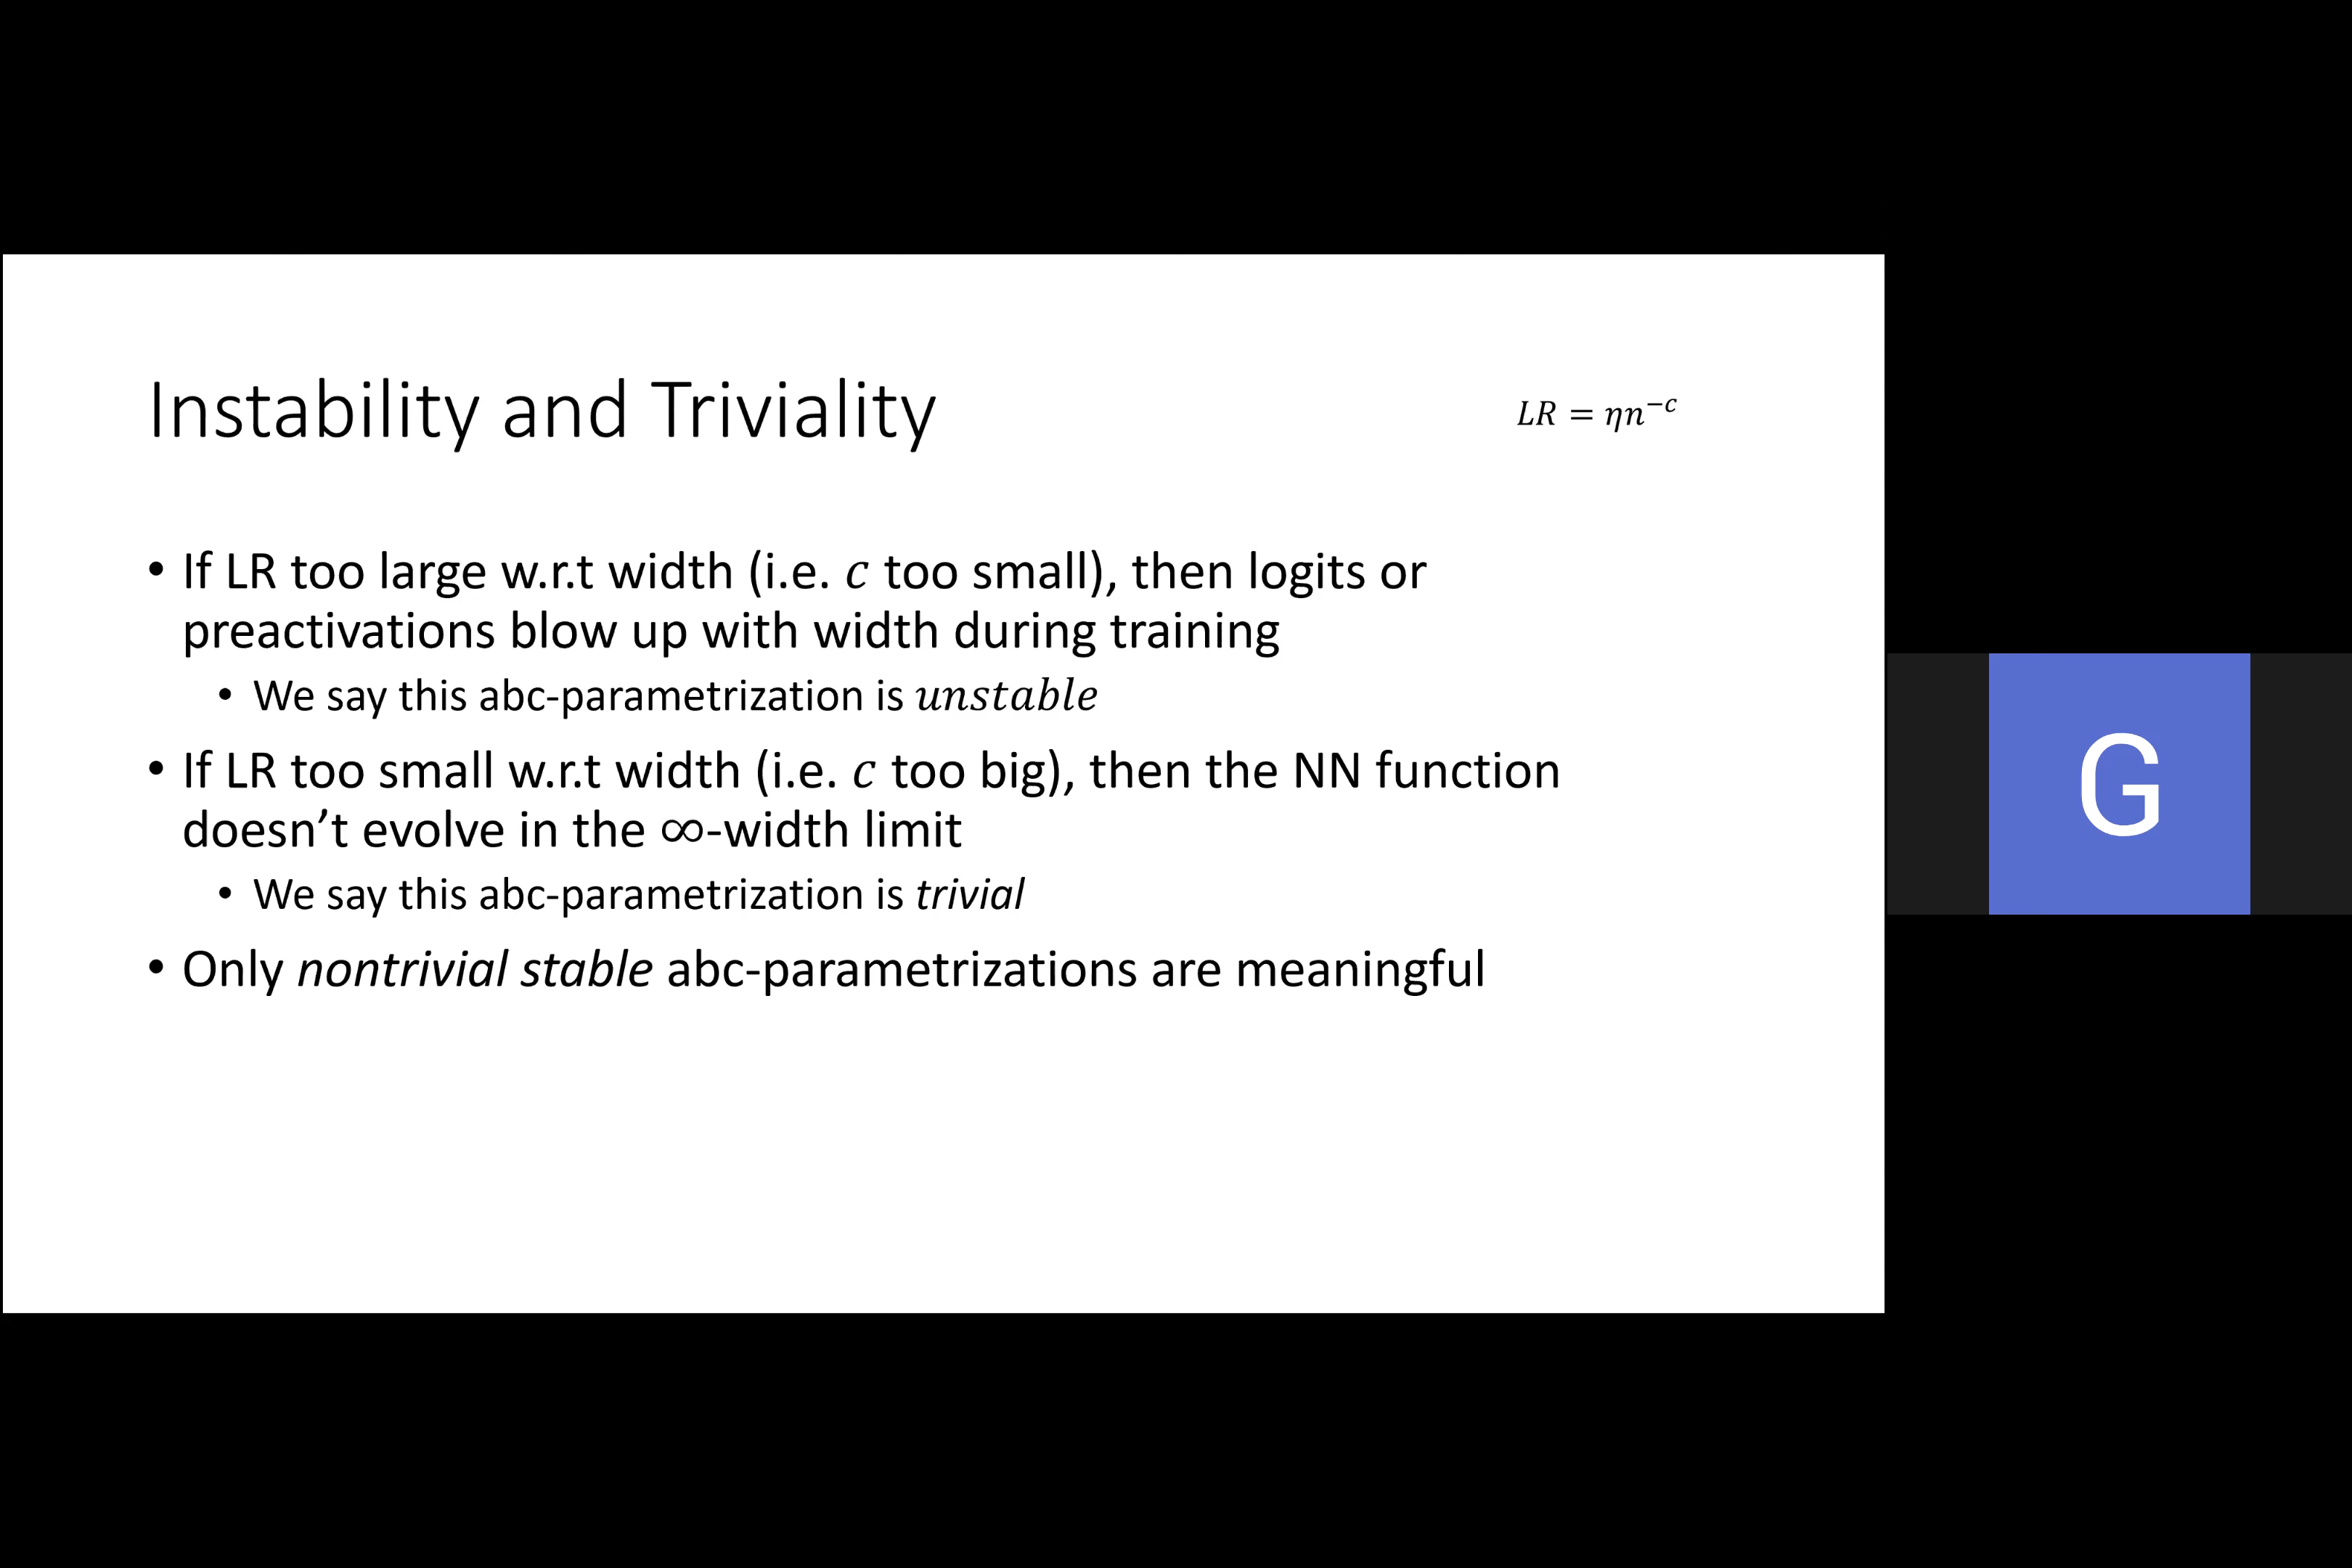 Instability and Triviality
LR = ηn⁻ᶜ
• If LR too large w.r.t width (i.e. c too small), then logits or
preactivations blow up with width during training
• We say this abc-parametrization is unstable
• If LR too small w.r.t width (i.e. c too big), then the NN function
doesn’t evolve in the ∞-width limit
• We say this abc-parametrization is trivial
• Only nontrivial stable abc-parametrizations are meaningful
G